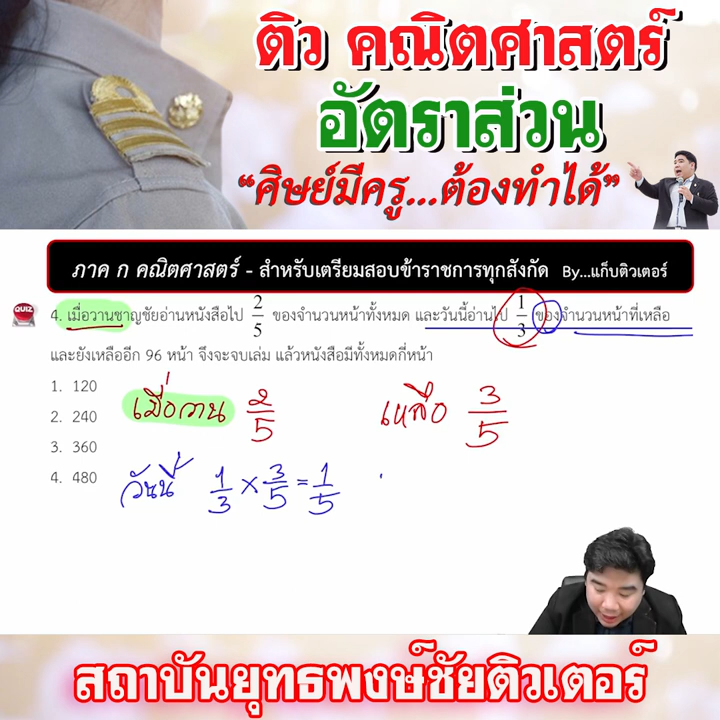 ติว คณิตศาสตร์
อัตราส่วน
“ศิษย์มีครู...ต้องทำได้”
ภาค ก คณิตศาสตร์ - สำหรับเตรียมสอบข้าราชการทุกสังกัด By...แก็บติวเตอร์
QUIZ
4. เมื่อวานชาญชัยอ่านหนังสือไป 2/5 ของจำนวนหน้าทั้งหมด และวันนี้อ่านไป 1/3 ของจำนวนหน้าที่เหลือ
และยังเหลืออีก 96 หน้า จึงจะจบเล่ม แล้วหนังสือมีทั้งหมดกี่หน้า
1. 120
2. 240
3. 360
4. 480
เมื่อวาน 2/5 เหลือ 3/5
วันนี้ 1/3 × 3/5 = 1/5
สถาบันยุทธพงษ์ชัยติวเตอร์